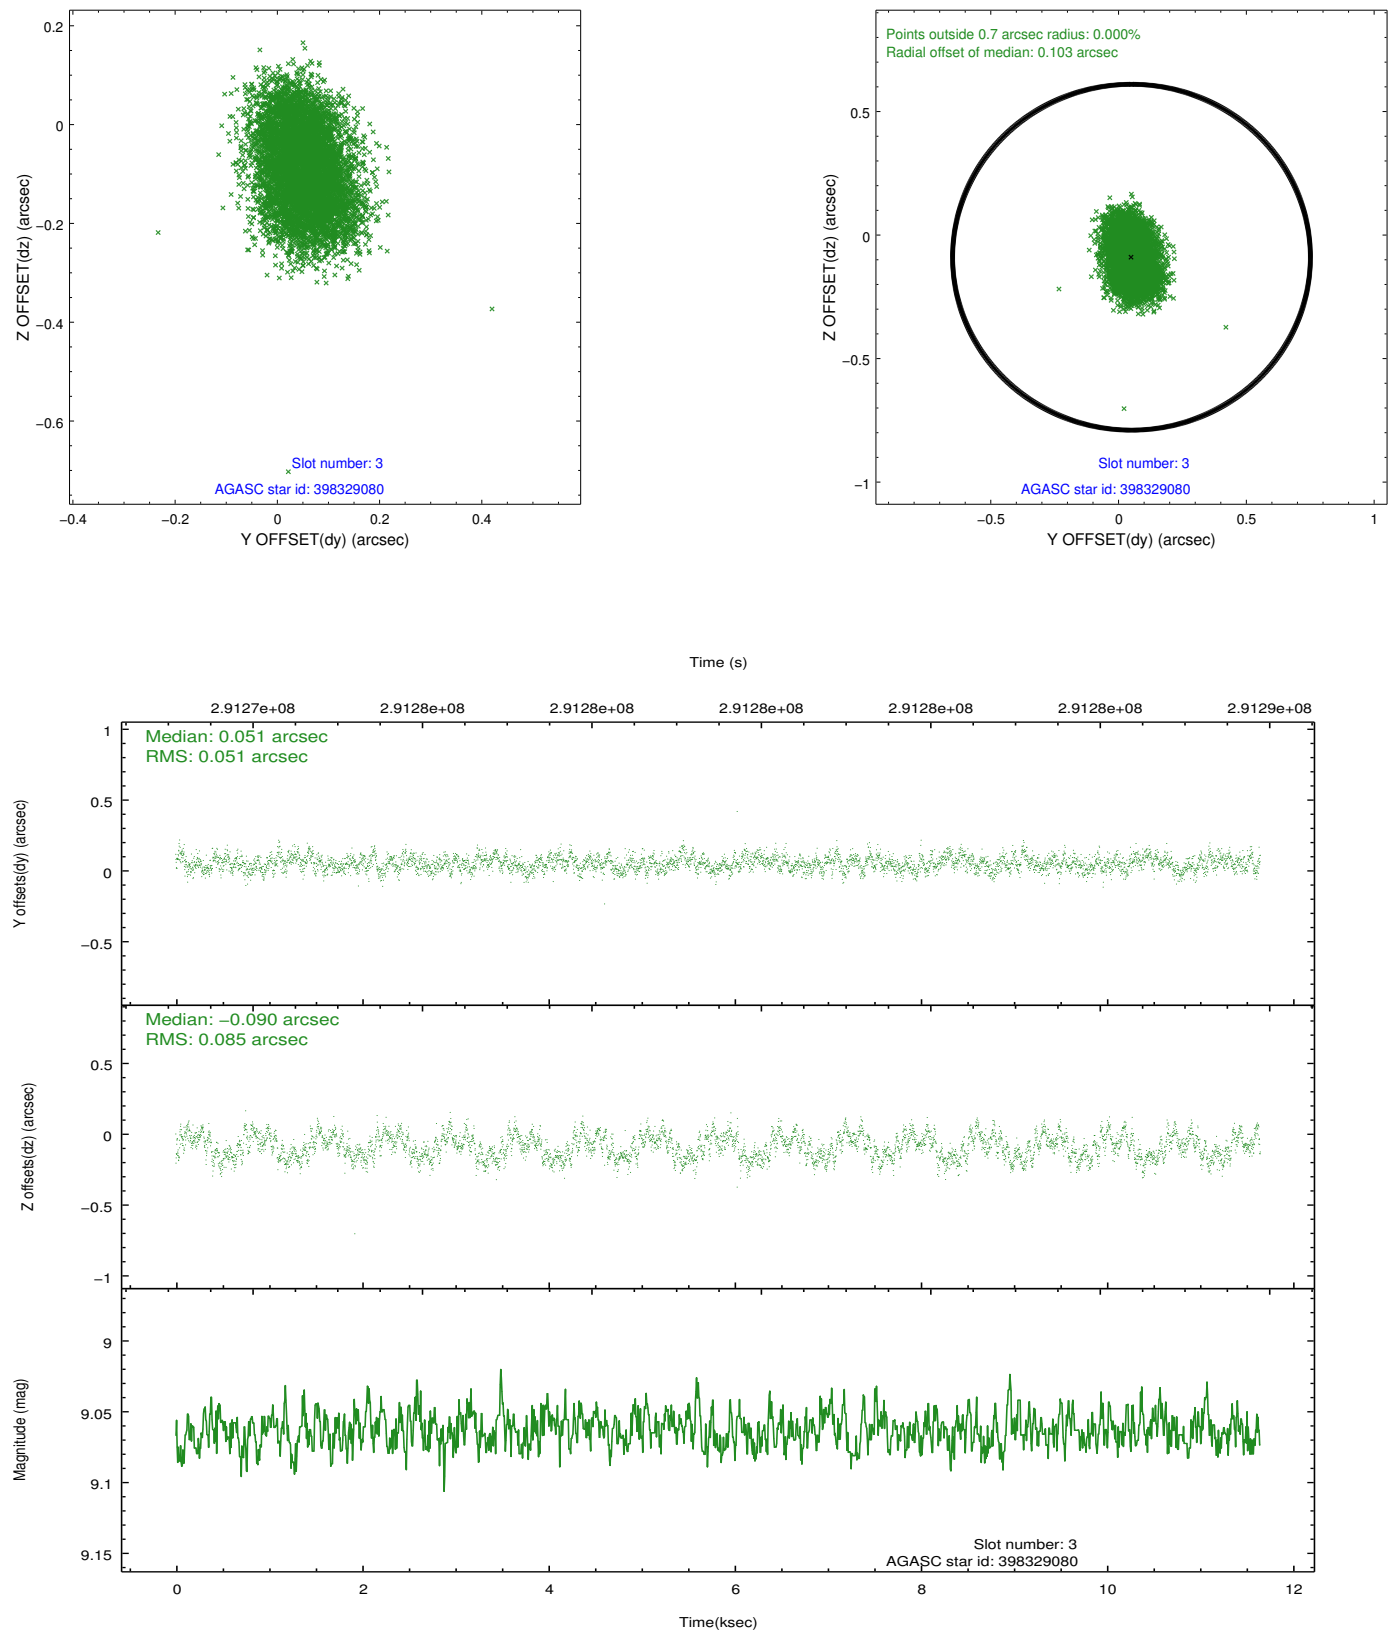 0.2
0
−0.2
−0.4
−0.6
Z OFFSET(dz) (arcsec)
Slot number: 3
AGASC star id: 398329080
−0.4
−0.2
0
0.2
0.4
Y OFFSET(dy) (arcsec)
Points outside 0.7 arcsec radius: 0.000%
Radial offset of median: 0.103 arcsec
0.5
0
−0.5
−1
Z OFFSET(dz) (arcsec)
Slot number: 3
AGASC star id: 398329080
−0.5
0
0.5
1
Y OFFSET(dy) (arcsec)
Time (s)
2.9127e+08
2.9128e+08
2.9128e+08
2.9128e+08
2.9128e+08
2.9128e+08
2.9129e+08
Median: 0.051 arcsec
RMS: 0.051 arcsec
1
0.5
0
−0.5
Y offsets(dy) (arcsec)
Median: −0.090 arcsec
RMS: 0.085 arcsec
0.5
0
−0.5
−1
Z offsets(dz) (arcsec)
9
9.05
9.1
9.15
Magnitude (mag)
Slot number: 3
AGASC star id: 398329080
0
2
4
6
8
10
12
Time(ksec)